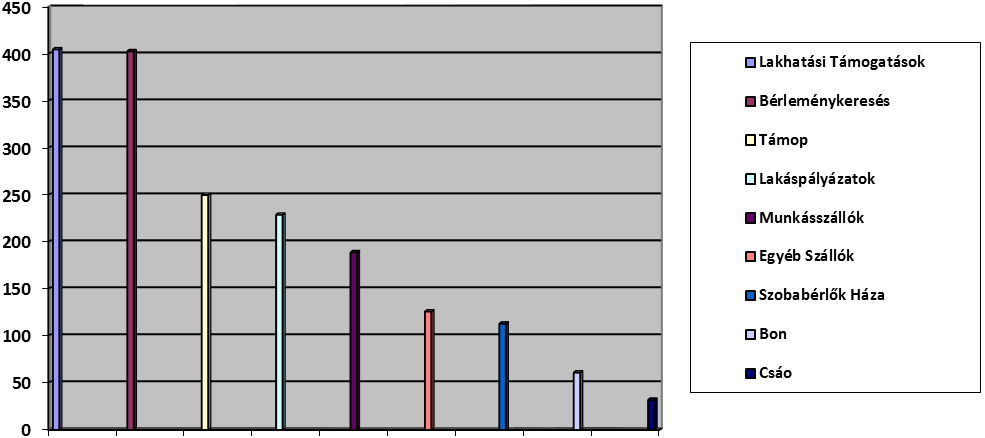 450
400
350
300
250
200
150
100
50
0
Lakhatási Támogatások
Bérleménykeresés
Támop
Lakáspályázatok
Munkásszállók
Egyéb Szállók
Szobabérlők Háza
Bon
Csáo